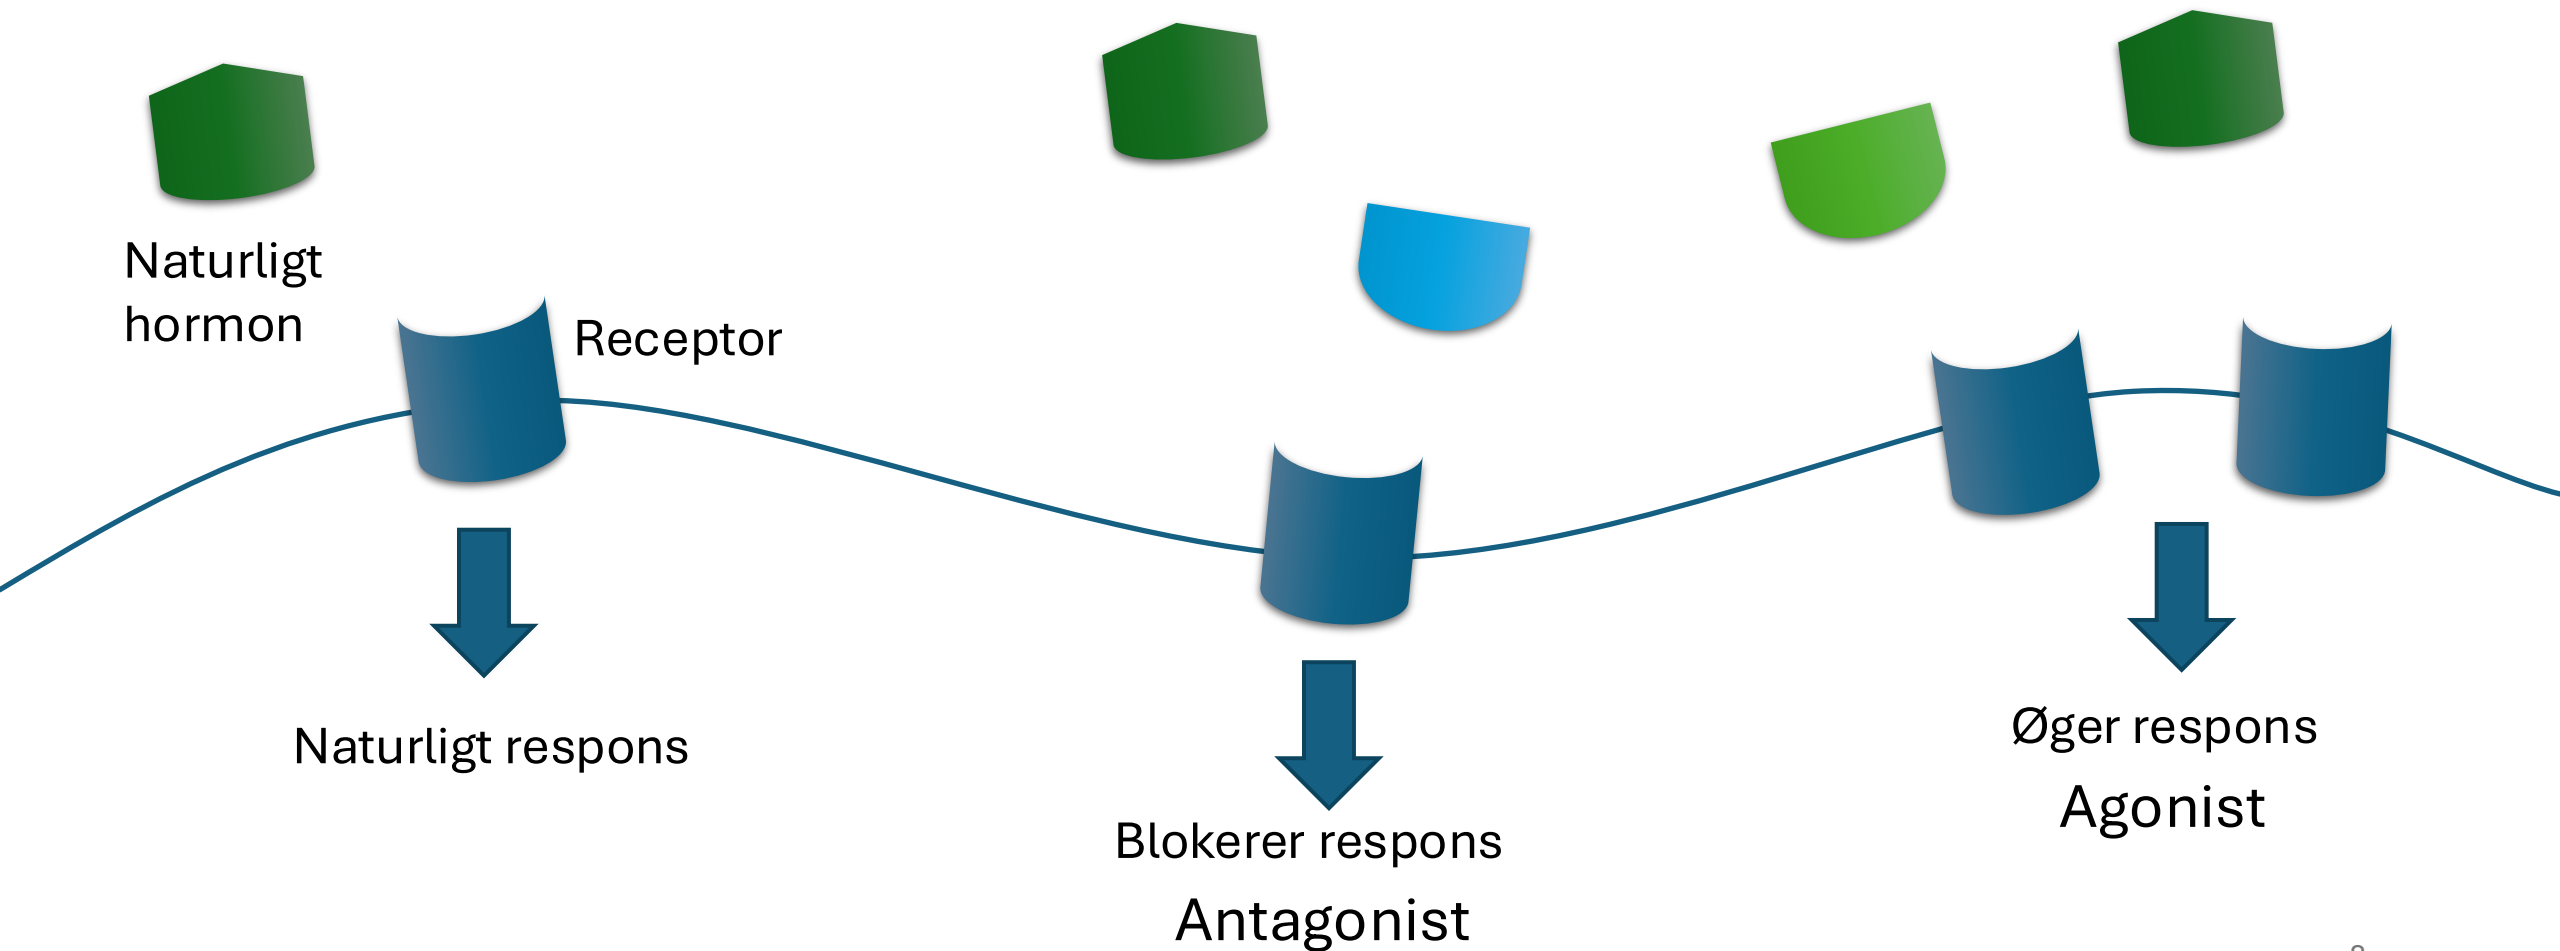 Naturligt
hormon
Receptor
Naturligt respons
Blokerer respons
Antagonist
Øger respons
Agonist